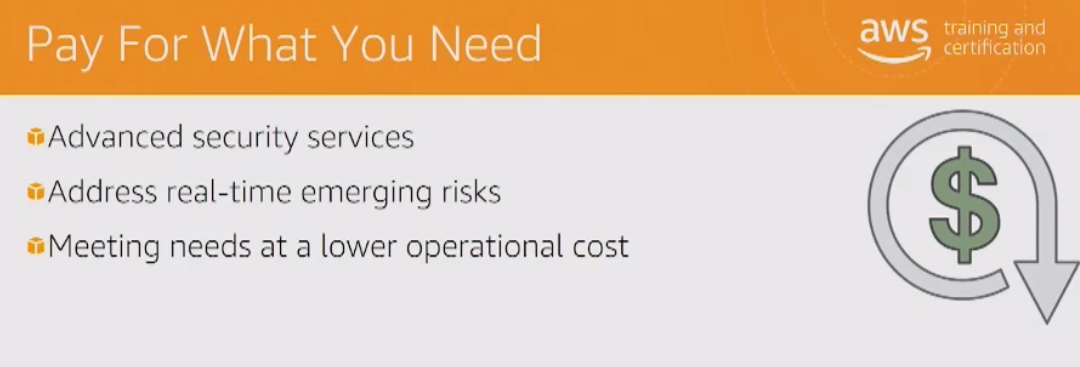 Pay For What You Need
aws training and
certification
Advanced security services
Address real-time emerging risks
Meeting needs at a lower operational cost
$